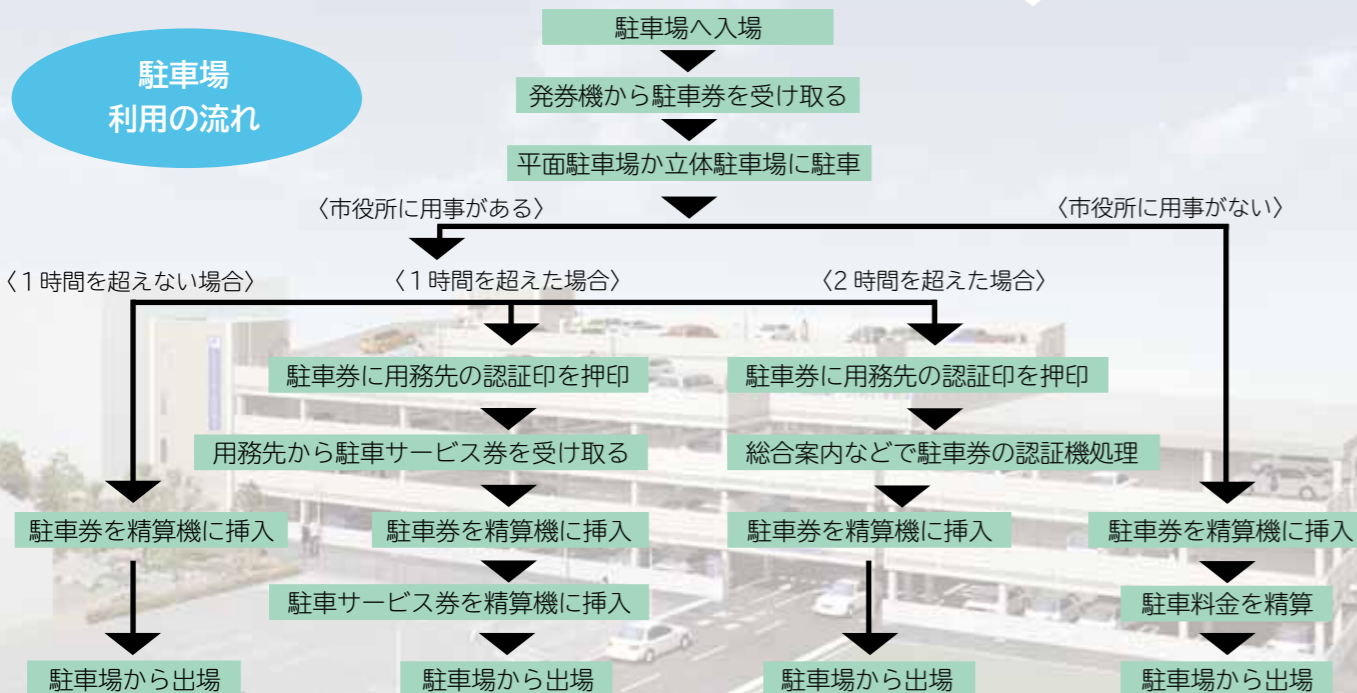 駐車場
利用の流れ
駐車場へ入場
発券機から駐車券を受け取る
平面駐車場か立体駐車場に駐車
〈市役所に用事がある〉
〈市役所に用事がない〉
〈1時間を超えない場合〉
〈1時間を超えた場合〉
〈2時間を超えた場合〉
駐車券に用務先の認証印を押印
駐車券に用務先の認証印を押印
用務先から駐車サービス券を受け取る
総合案内などで駐車券の認証機処理
駐車券を精算機に挿入
駐車券を精算機に挿入
駐車券を精算機に挿入
駐車券を精算機に挿入
駐車サービス券を精算機に挿入
駐車料金を精算
駐車場から出場
駐車場から出場
駐車場から出場
駐車場から出場